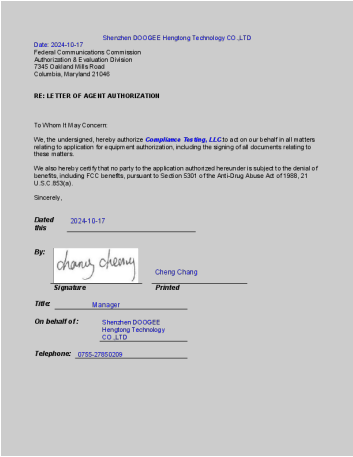 Shenzhen DOOGEE Hengtong Technology CO.,LTD
Date: 2024-10-17
Federal Communications Commission
Authorization & Evaluation Division
7345 Oakland Mills Road
Columbia, Maryland 21046
RE: LETTER OF AGENT AUTHORIZATION
To Whom It May Concern:
We, the undersigned, hereby authorize Compliance Testing, LLC to act on our behalf in all matters
relating to application for equipment authorization, including the signing of all documents relating to
these matters.
We also hereby certify that no party to the application authorized hereunder is subject to the denial of
benefits, including FCC benefits, pursuant to Section 5301 of the Anti-Drug Abuse Act of 1988, 21
U.S.C.853(a).
Sincerely,
Dated this 2024-10-17
By: chang cheng Cheng Chang
Signature Printed
Title: Manager
On behalf of : Shenzhen DOOGEE
Hengtong Technology
CO.,LTD
Telephone: 0755-27850209